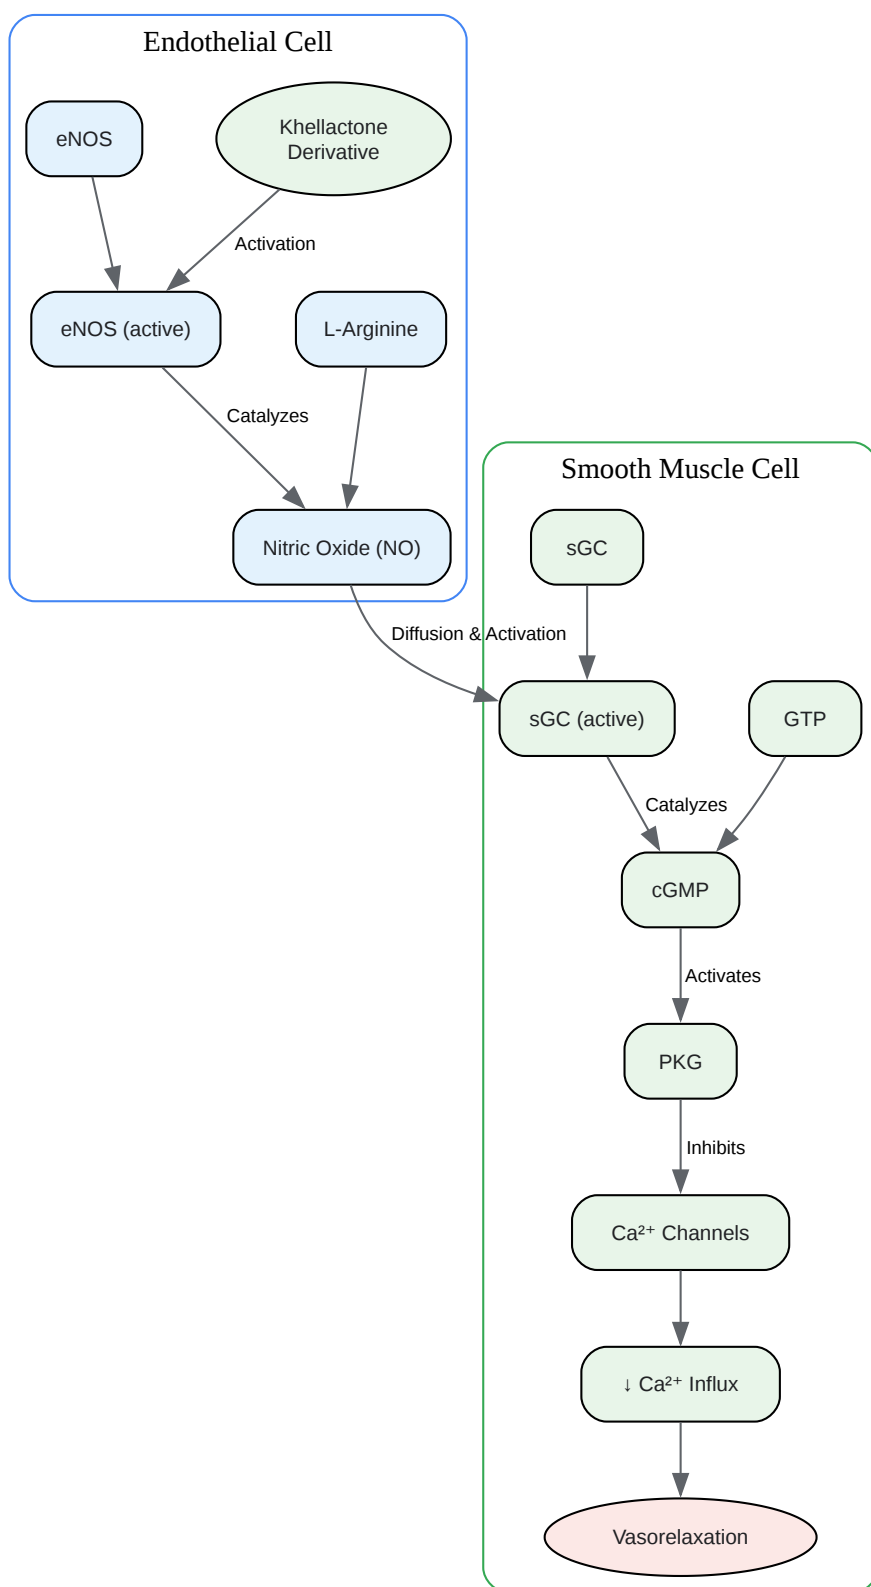 Endothelial Cell
eNOS
Khellactone
Derivative
Activation
eNOS (active)
L-Arginine
Catalyzes
Nitric Oxide (NO)
Smooth Muscle Cell
sGC
Diffusion & Activation
sGC (active)
GTP
Catalyzes
cGMP
Activates
PKG
Inhibits
Ca²⁺ Channels
↓ Ca²⁺ Influx
Vasorelaxation